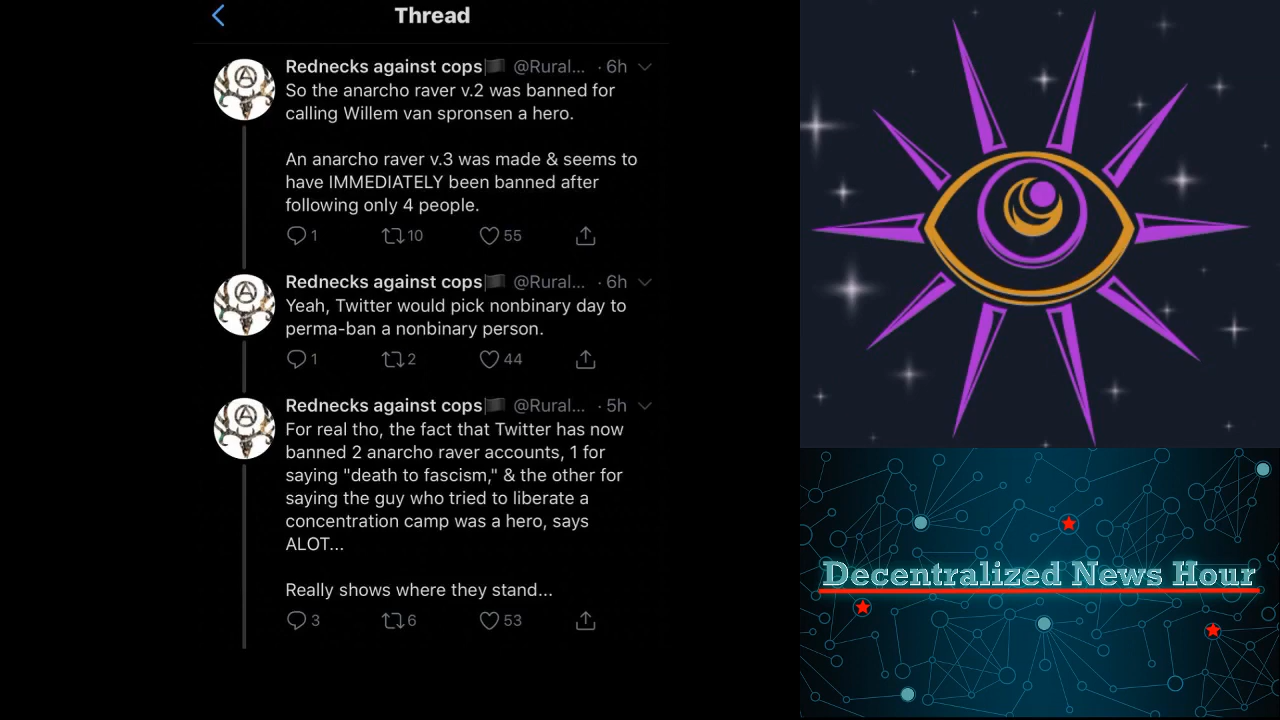 Thread
Rednecks against cops🏴 @Rural... · 6h
So the anarcho raver v.2 was banned for
calling Willem van spronsen a hero.
An anarcho raver v.3 was made & seems to
have IMMEDIATELY been banned after
following only 4 people.
1 10 55
Rednecks against cops🏴 @Rural... · 6h
Yeah, Twitter would pick nonbinary day to
perma-ban a nonbinary person.
1 2 44
Rednecks against cops🏴 @Rural... · 5h
For real tho, the fact that Twitter has now
banned 2 anarcho raver accounts, 1 for
saying "death to fascism," & the other for
saying the guy who tried to liberate a
concentration camp was a hero, says
ALOT...
Really shows where they stand...
3 6 53
Decentralized News Hour